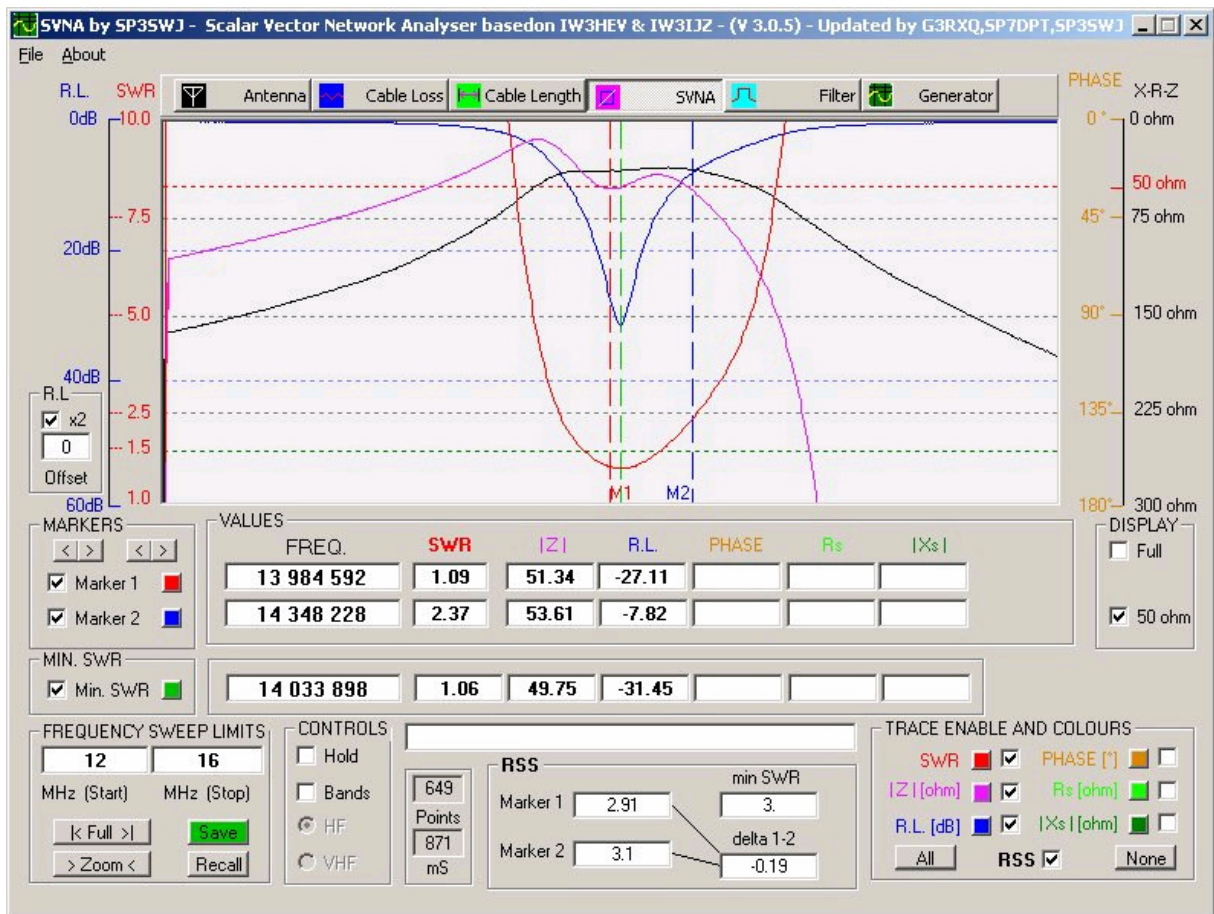 SVNA by SP3SWJ - Scalar Vector Network Analyser basedon IW3HEV & IW3IJZ - (V 3.0.5) - Updated by G3RXQ,SP7DPT,SP3SWJ
File About
R.L. SWR
Antenna Cable Loss Cable Length SVNA Filter Generator
PHASE X-R-Z
0dB 10.0
0 ° 0 ohm
50 ohm
7.5
45° 75 ohm
20dB
5.0
90° 150 ohm
40dB
R.L
x2
0
Offset
2.5
1.5
135° 225 ohm
60dB 1.0
M1 M2
180° 300 ohm
MARKERS
< > < >
Marker 1
Marker 2
VALUES
FREQ. SWR |Z| R.L. PHASE Rs |Xs|
13 984 592 1.09 51.34 -27.11
14 348 228 2.37 53.61 -7.82
DISPLAY
Full
50 ohm
MIN. SWR
Min. SWR
14 033 898 1.06 49.75 -31.45
FREQUENCY SWEEP LIMITS
12 16
MHz (Start) MHz (Stop)
|< Full >| Save
> Zoom < Recall
CONTROLS
Hold
Bands
HF
VHF
649
Points
871
mS
RSS
Marker 1 2.91
Marker 2 3.1
min SWR
3.
delta 1-2
-0.19
TRACE ENABLE AND COLOURS
SWR PHASE [°]
|Z| [ohm] Rs [ohm]
R.L. [dB] |Xs| [ohm]
All RSS None